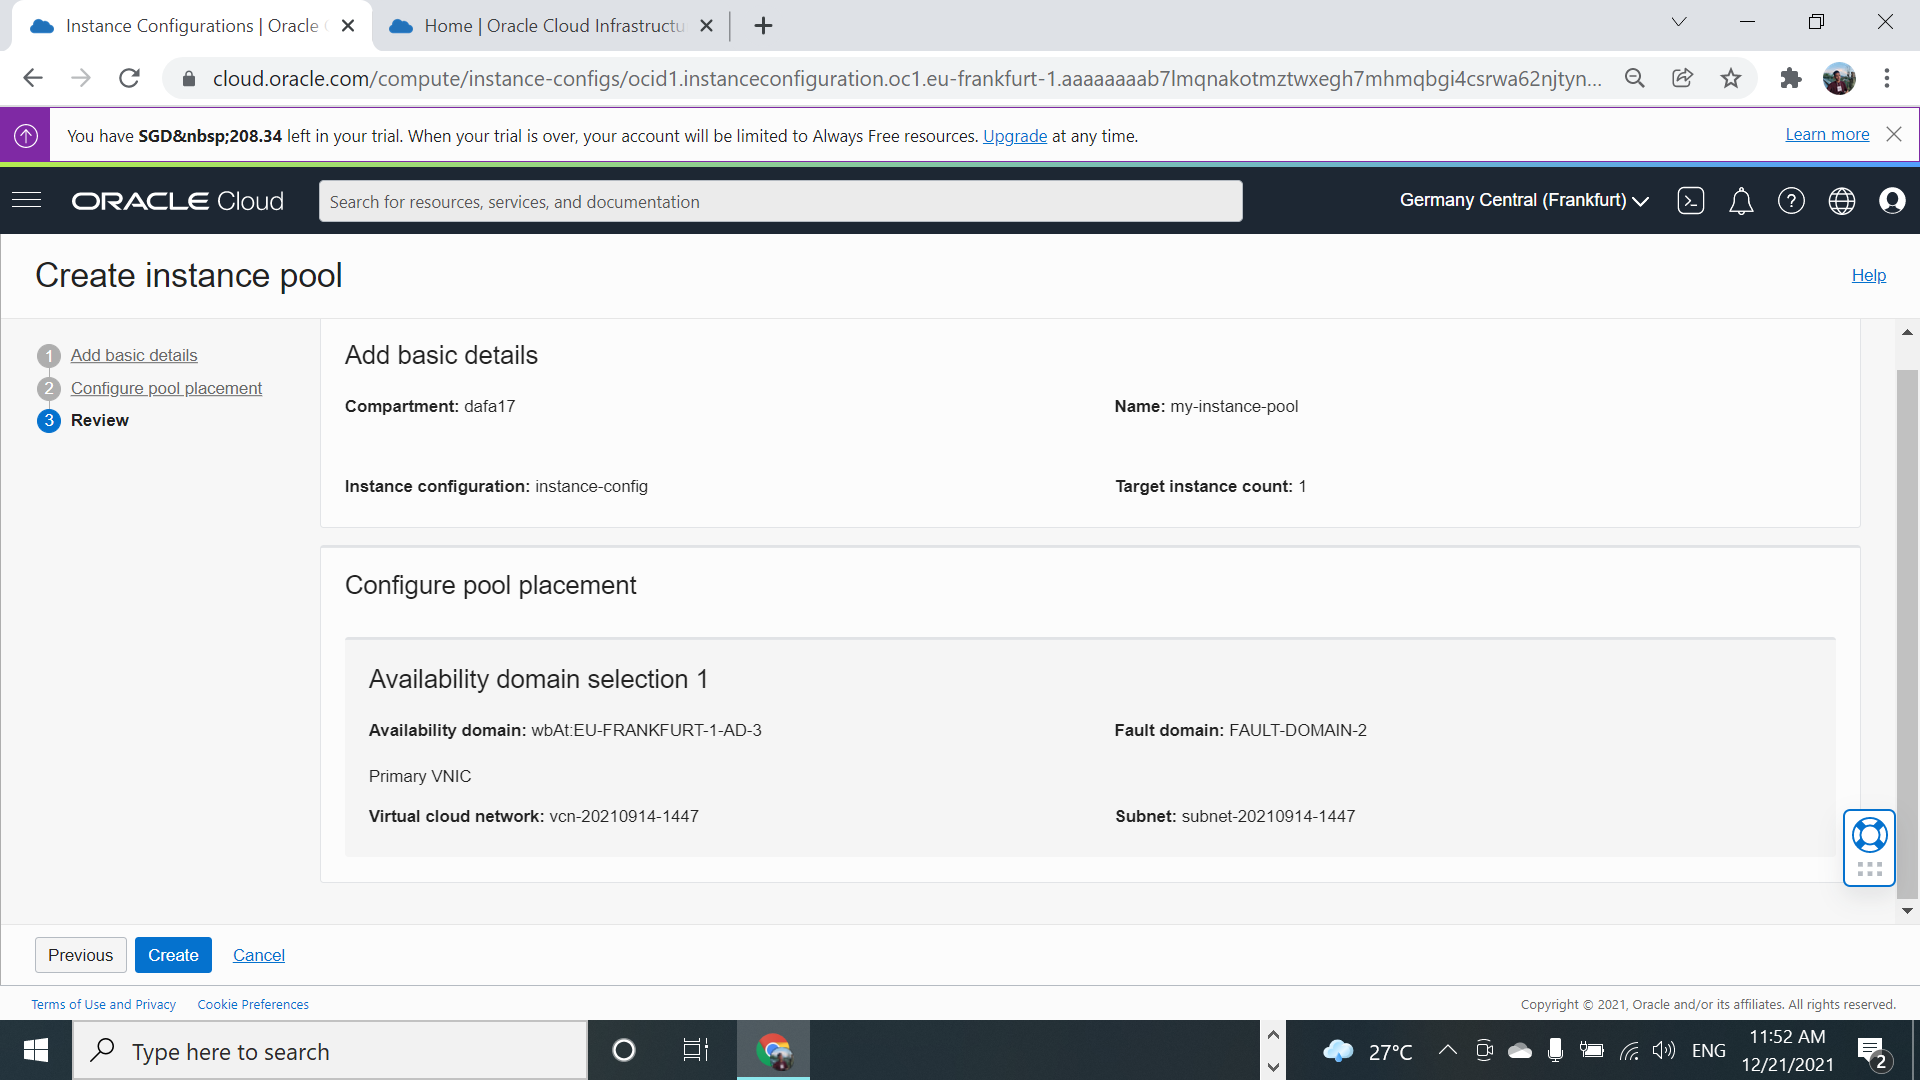 Instance Configurations | Oracle
Home | Oracle Cloud Infrastructu
cloud.oracle.com/compute/instance-configs/ocid1.instanceconfiguration.oc1.eu-frankfurt-1.aaaaaaaab7lmqnakotmztwxegh7mhmqbgi4csrwa62njtyn...
You have SGD&nbsp;208.34 left in your trial. When your trial is over, your account will be limited to Always Free resources. Upgrade at any time.
Learn more
ORACLE Cloud
Search for resources, services, and documentation
Germany Central (Frankfurt)
Create instance pool
Help
1 Add basic details
2 Configure pool placement
3 Review
Add basic details
Compartment: dafa17
Name: my-instance-pool
Instance configuration: instance-config
Target instance count: 1
Configure pool placement
Availability domain selection 1
Availability domain: wbAt:EU-FRANKFURT-1-AD-3
Fault domain: FAULT-DOMAIN-2
Primary VNIC
Virtual cloud network: vcn-20210914-1447
Subnet: subnet-20210914-1447
Previous
Create
Cancel
Terms of Use and Privacy
Cookie Preferences
Copyright © 2021, Oracle and/or its affiliates. All rights reserved.
Type here to search
27°C
ENG
11:52 AM
12/21/2021
2